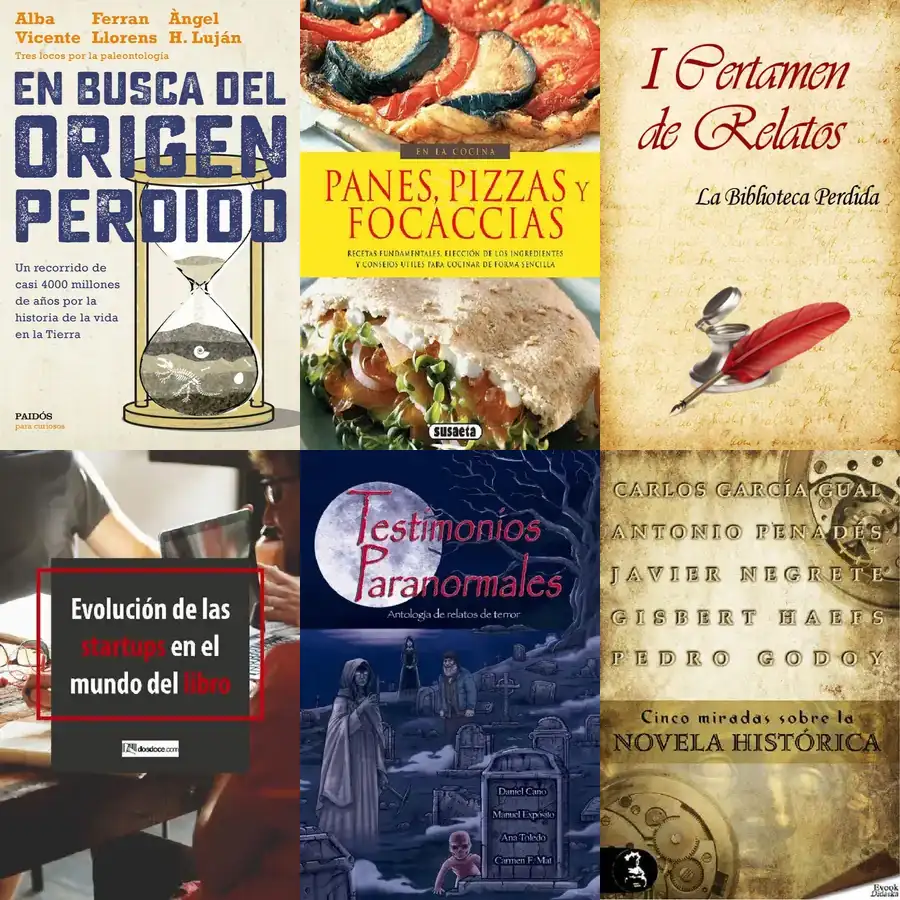 Alba Ferran Àngel
Vicente Llorens H. Luján
Tres locos por la paleontología
EN BUSCA DEL
ORIGEN
PERDIDO
Un recorrido de
casi 4000 millones
de años por la
historia de la vida
en la Tierra
PAIDÓS
para curiosos
EN LA COCINA
PANES, PIZZAS Y
FOCACCIAS
RECETAS FUNDAMENTALES, ELECCIÓN DE LOS INGREDIENTES
Y CONSEJOS ÚTILES PARA COCINAR DE FORMA SENCILLA
susaeta
I Certamen
de Relatos
La Biblioteca Perdida
Evolución de las
startups en el
mundo del libro
dosdoce.com
Testimonios
Paranormales
Antología de relatos de terror
Daniel Cano
Manuel Expósito
Ana Toledo
Carmen F. Mat
CARLOS GARCÍA GUAL
ANTONIO PENADÉS
JAVIER NEGRETE
GISBERT HAEFS
PEDRO GODOY
Cinco miradas sobre la
NOVELA HISTÓRICA
Evook
Didaska